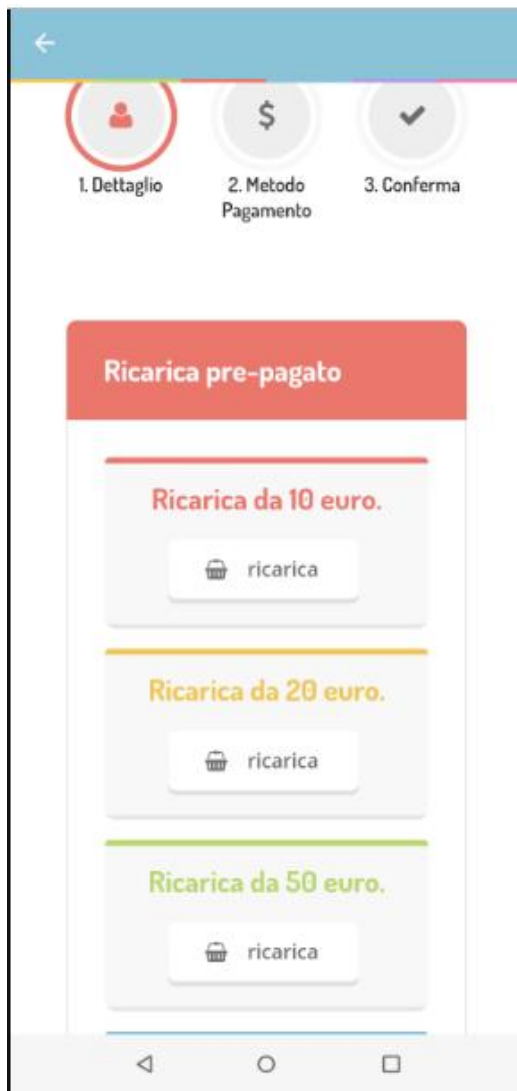 1. Dettaglio
2. Metodo
Pagamento
3. Conferma
Ricarica pre-pagato
Ricarica da 10 euro.
ricarica
Ricarica da 20 euro.
ricarica
Ricarica da 50 euro.
ricarica